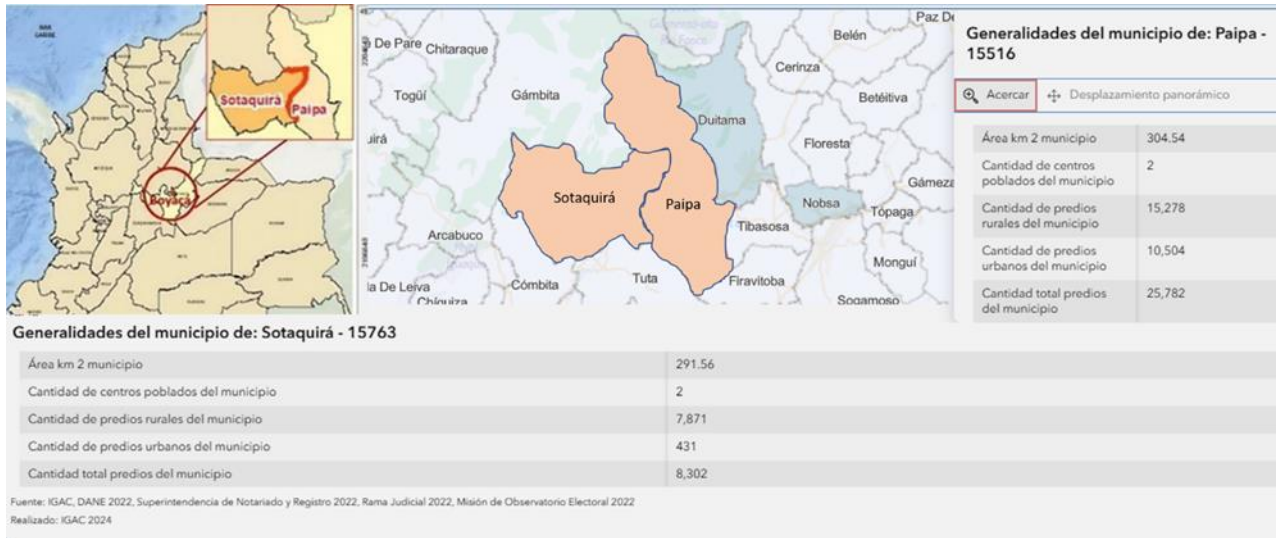 MAR
CARIBE
Boyacá
Sotaquirá
Paipa
De Pare
Chitaraque
Togüí
Gámbita
Belén
Paz De
Cerinza
Betéitiva
Duitama
Floresta
Gámeza
Sotaquirá
Paipa
Nobsa
Tópaga
Tibasosa
Arcabuco
Monguí
Cómbita
Tuta
Firavitoba
Sogamoso
la De Leiva
Chíquiza
Generalidades del municipio de: Paipa -
15516
Acercar
Desplazamiento panorámico
Área km 2 municipio 304.54
Cantidad de centros 2
poblados del municipio
Cantidad de predios 15,278
rurales del municipio
Cantidad de predios 10,504
urbanos del municipio
Cantidad total predios 25,782
del municipio
Generalidades del municipio de: Sotaquirá - 15763
Área km 2 municipio 291.56
Cantidad de centros poblados del municipio 2
Cantidad de predios rurales del municipio 7,871
Cantidad de predios urbanos del municipio 431
Cantidad total predios del municipio 8,302
Fuente: IGAC, DANE 2022, Superintendencia de Notariado y Registro 2022, Rama Judicial 2022, Misión de Observatorio Electoral 2022
Realizado: IGAC 2024